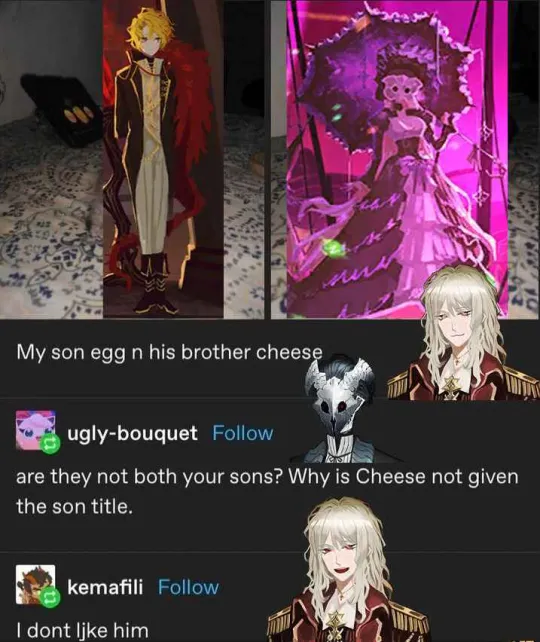 My son egg n his brother cheese
ugly-bouquet Follow
are they not both your sons? Why is Cheese not given
the son title.
kemafili Follow
I dont ljke him